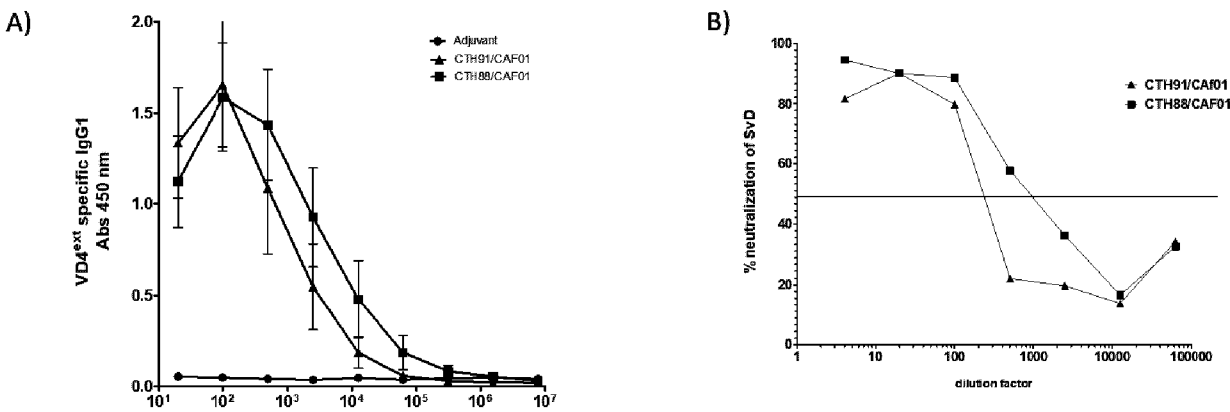 A)
VD4ext specific IgG1
Abs 450 nm
2.0
1.5
1.0
0.5
0.0
10¹ 10² 10³ 10⁴ 10⁵ 10⁶ 10⁷
Adjuvant
CTH91/CAF01
CTH88/CAF01
B)
% neutralization of SvD
100
80
60
40
20
0
1 10 100 1000 10000 100000
dilution factor
CTH91/CAf01
CTH88/CAF01